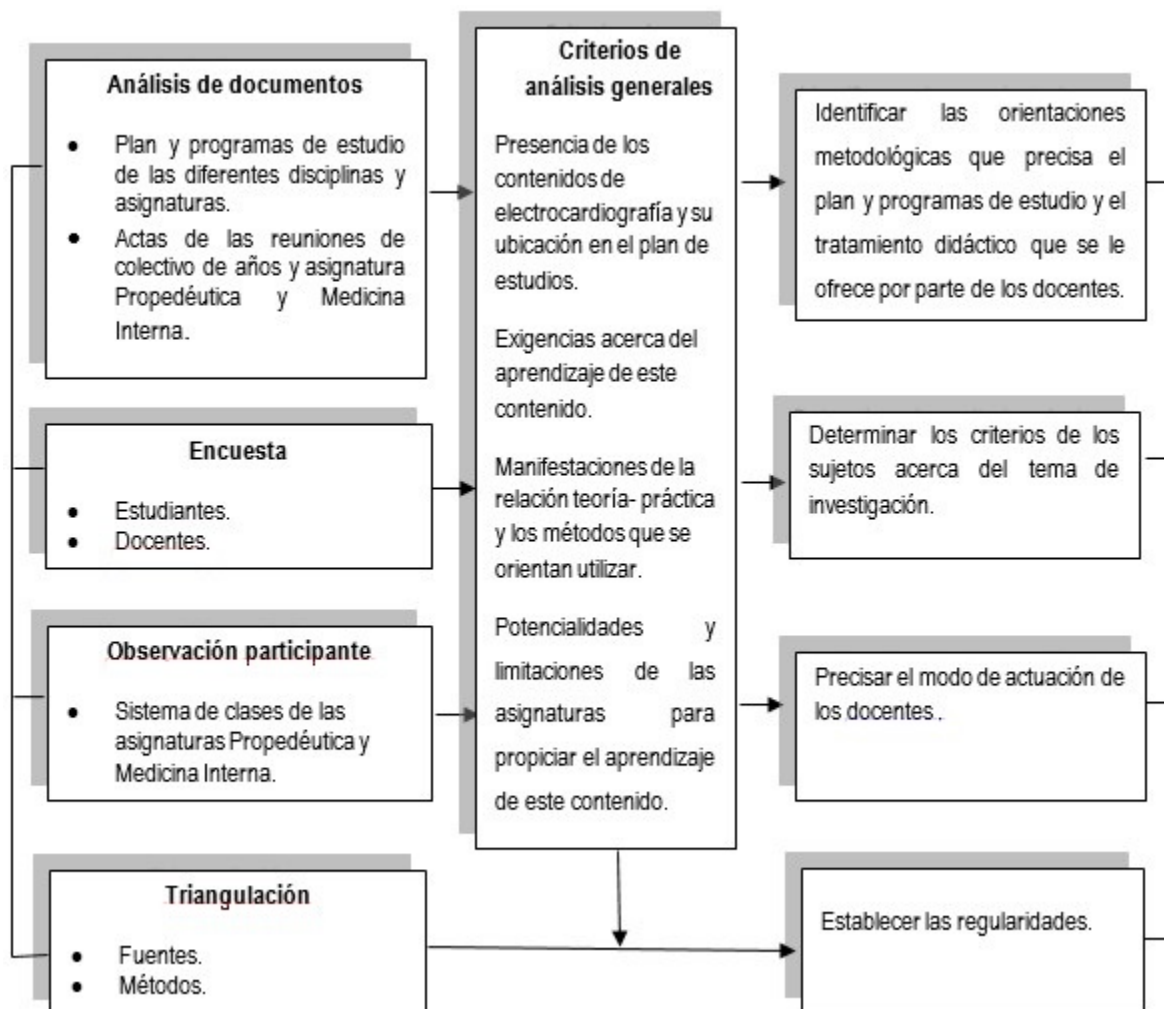 Análisis de documentos
• Plan y programas de estudio
de las diferentes disciplinas y
asignaturas.
• Actas de las reuniones de
colectivo de años y asignatura
Propedéutica y Medicina
Interna.
Encuesta
• Estudiantes.
• Docentes.
Observación participante
• Sistema de clases de las
asignaturas Propedéutica y
Medicina Interna.
Triangulación
• Fuentes.
• Métodos.
Criterios de
análisis generales
Presencia de los
contenidos de
electrocardiografía y su
ubicación en el plan de
estudios.
Exigencias acerca del
aprendizaje de este
contenido.
Manifestaciones de la
relación teoría- práctica
y los métodos que se
orientan utilizar.
Potencialidades y
limitaciones de las
asignaturas para
propiciar el aprendizaje
de este contenido.
Identificar las orientaciones
metodológicas que precisa el
plan y programas de estudio y el
tratamiento didáctico que se le
ofrece por parte de los docentes.
Determinar los criterios de los
sujetos acerca del tema de
investigación.
Precisar el modo de actuación de
los docentes..
Establecer las regularidades.